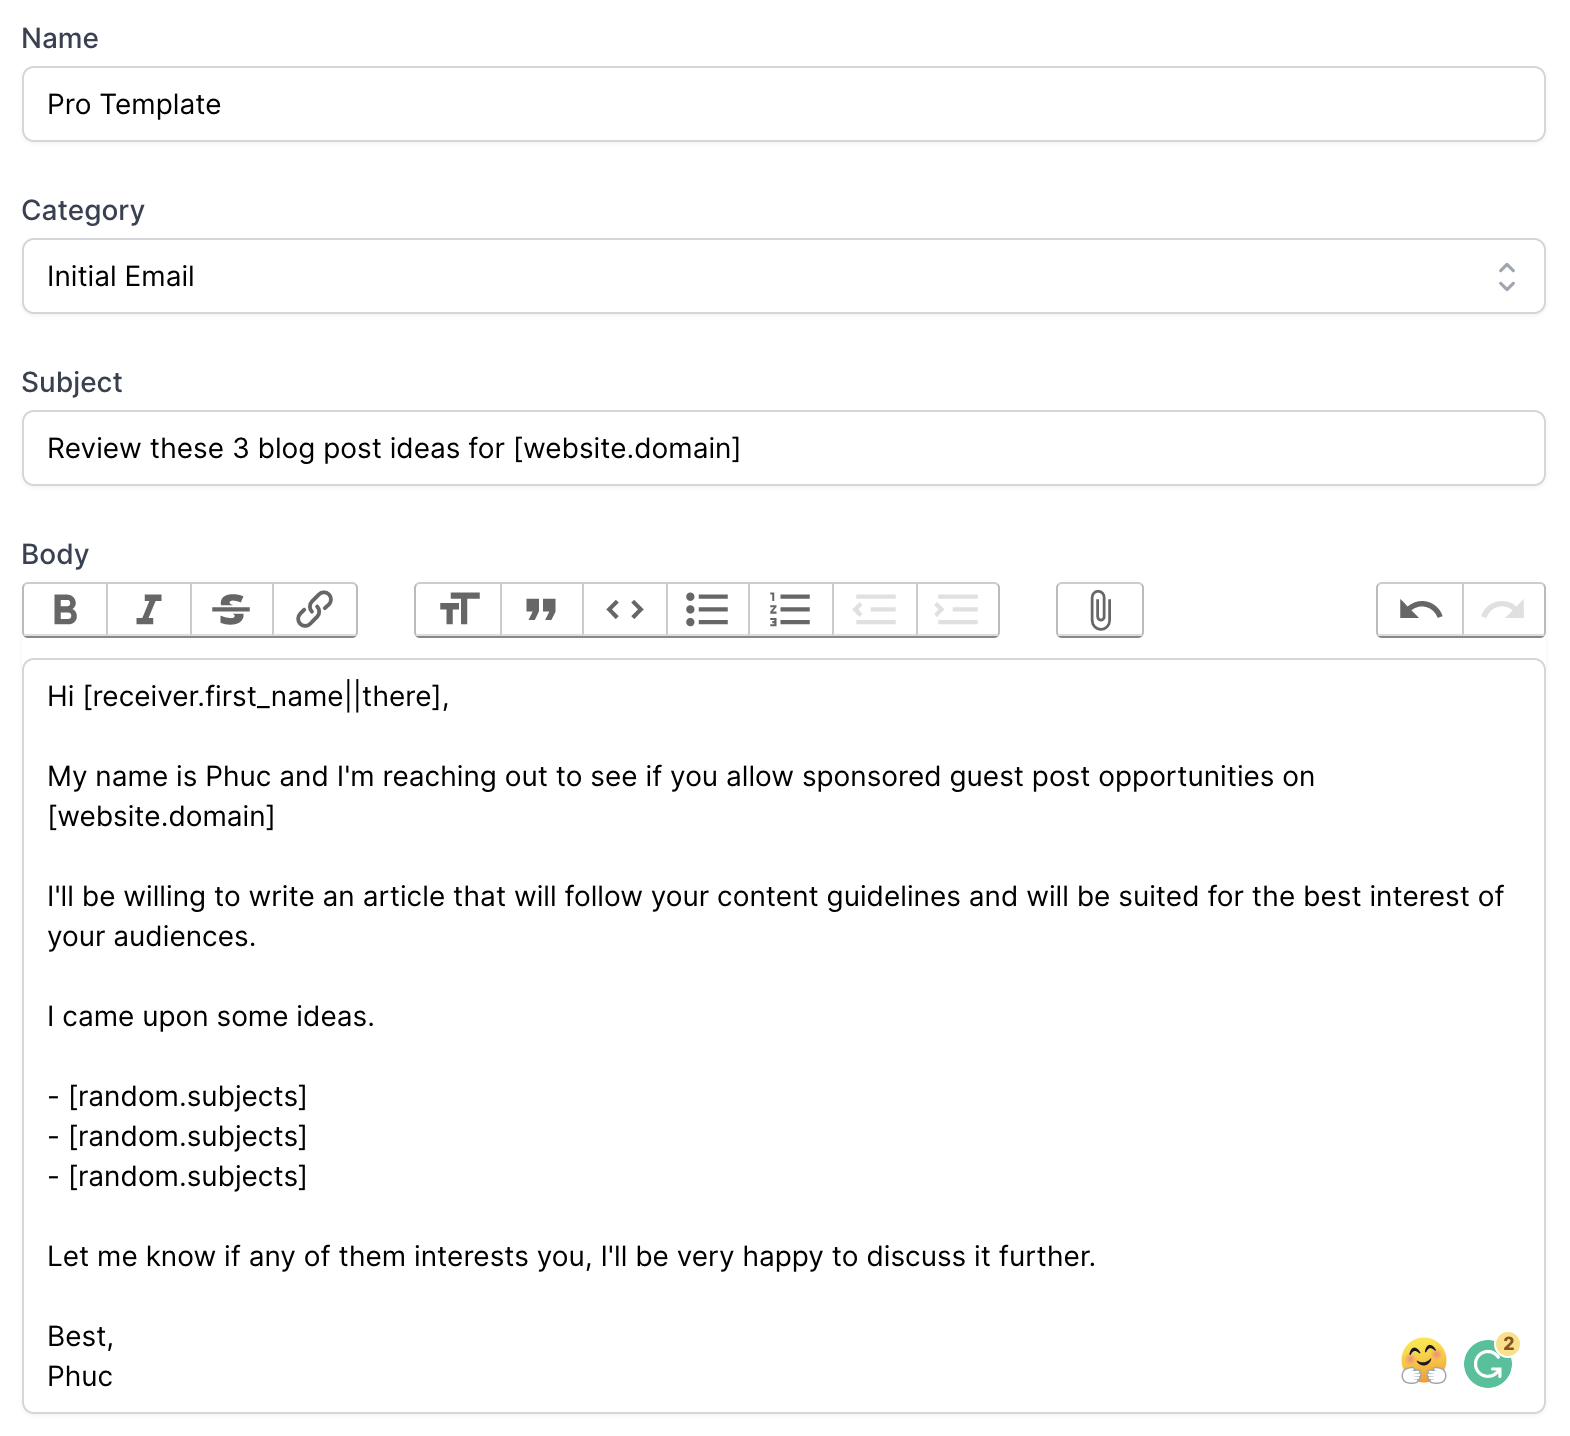 Name
Pro Template
Category
Initial Email
Subject
Review these 3 blog post ideas for [website.domain]
Body
Hi [receiver.first_name||there],
My name is Phuc and I'm reaching out to see if you allow sponsored guest post opportunities on
[website.domain]
I'll be willing to write an article that will follow your content guidelines and will be suited for the best interest of
your audiences.
I came upon some ideas.
- [random.subjects]
- [random.subjects]
- [random.subjects]
Let me know if any of them interests you, I'll be very happy to discuss it further.
Best,
Phuc
2